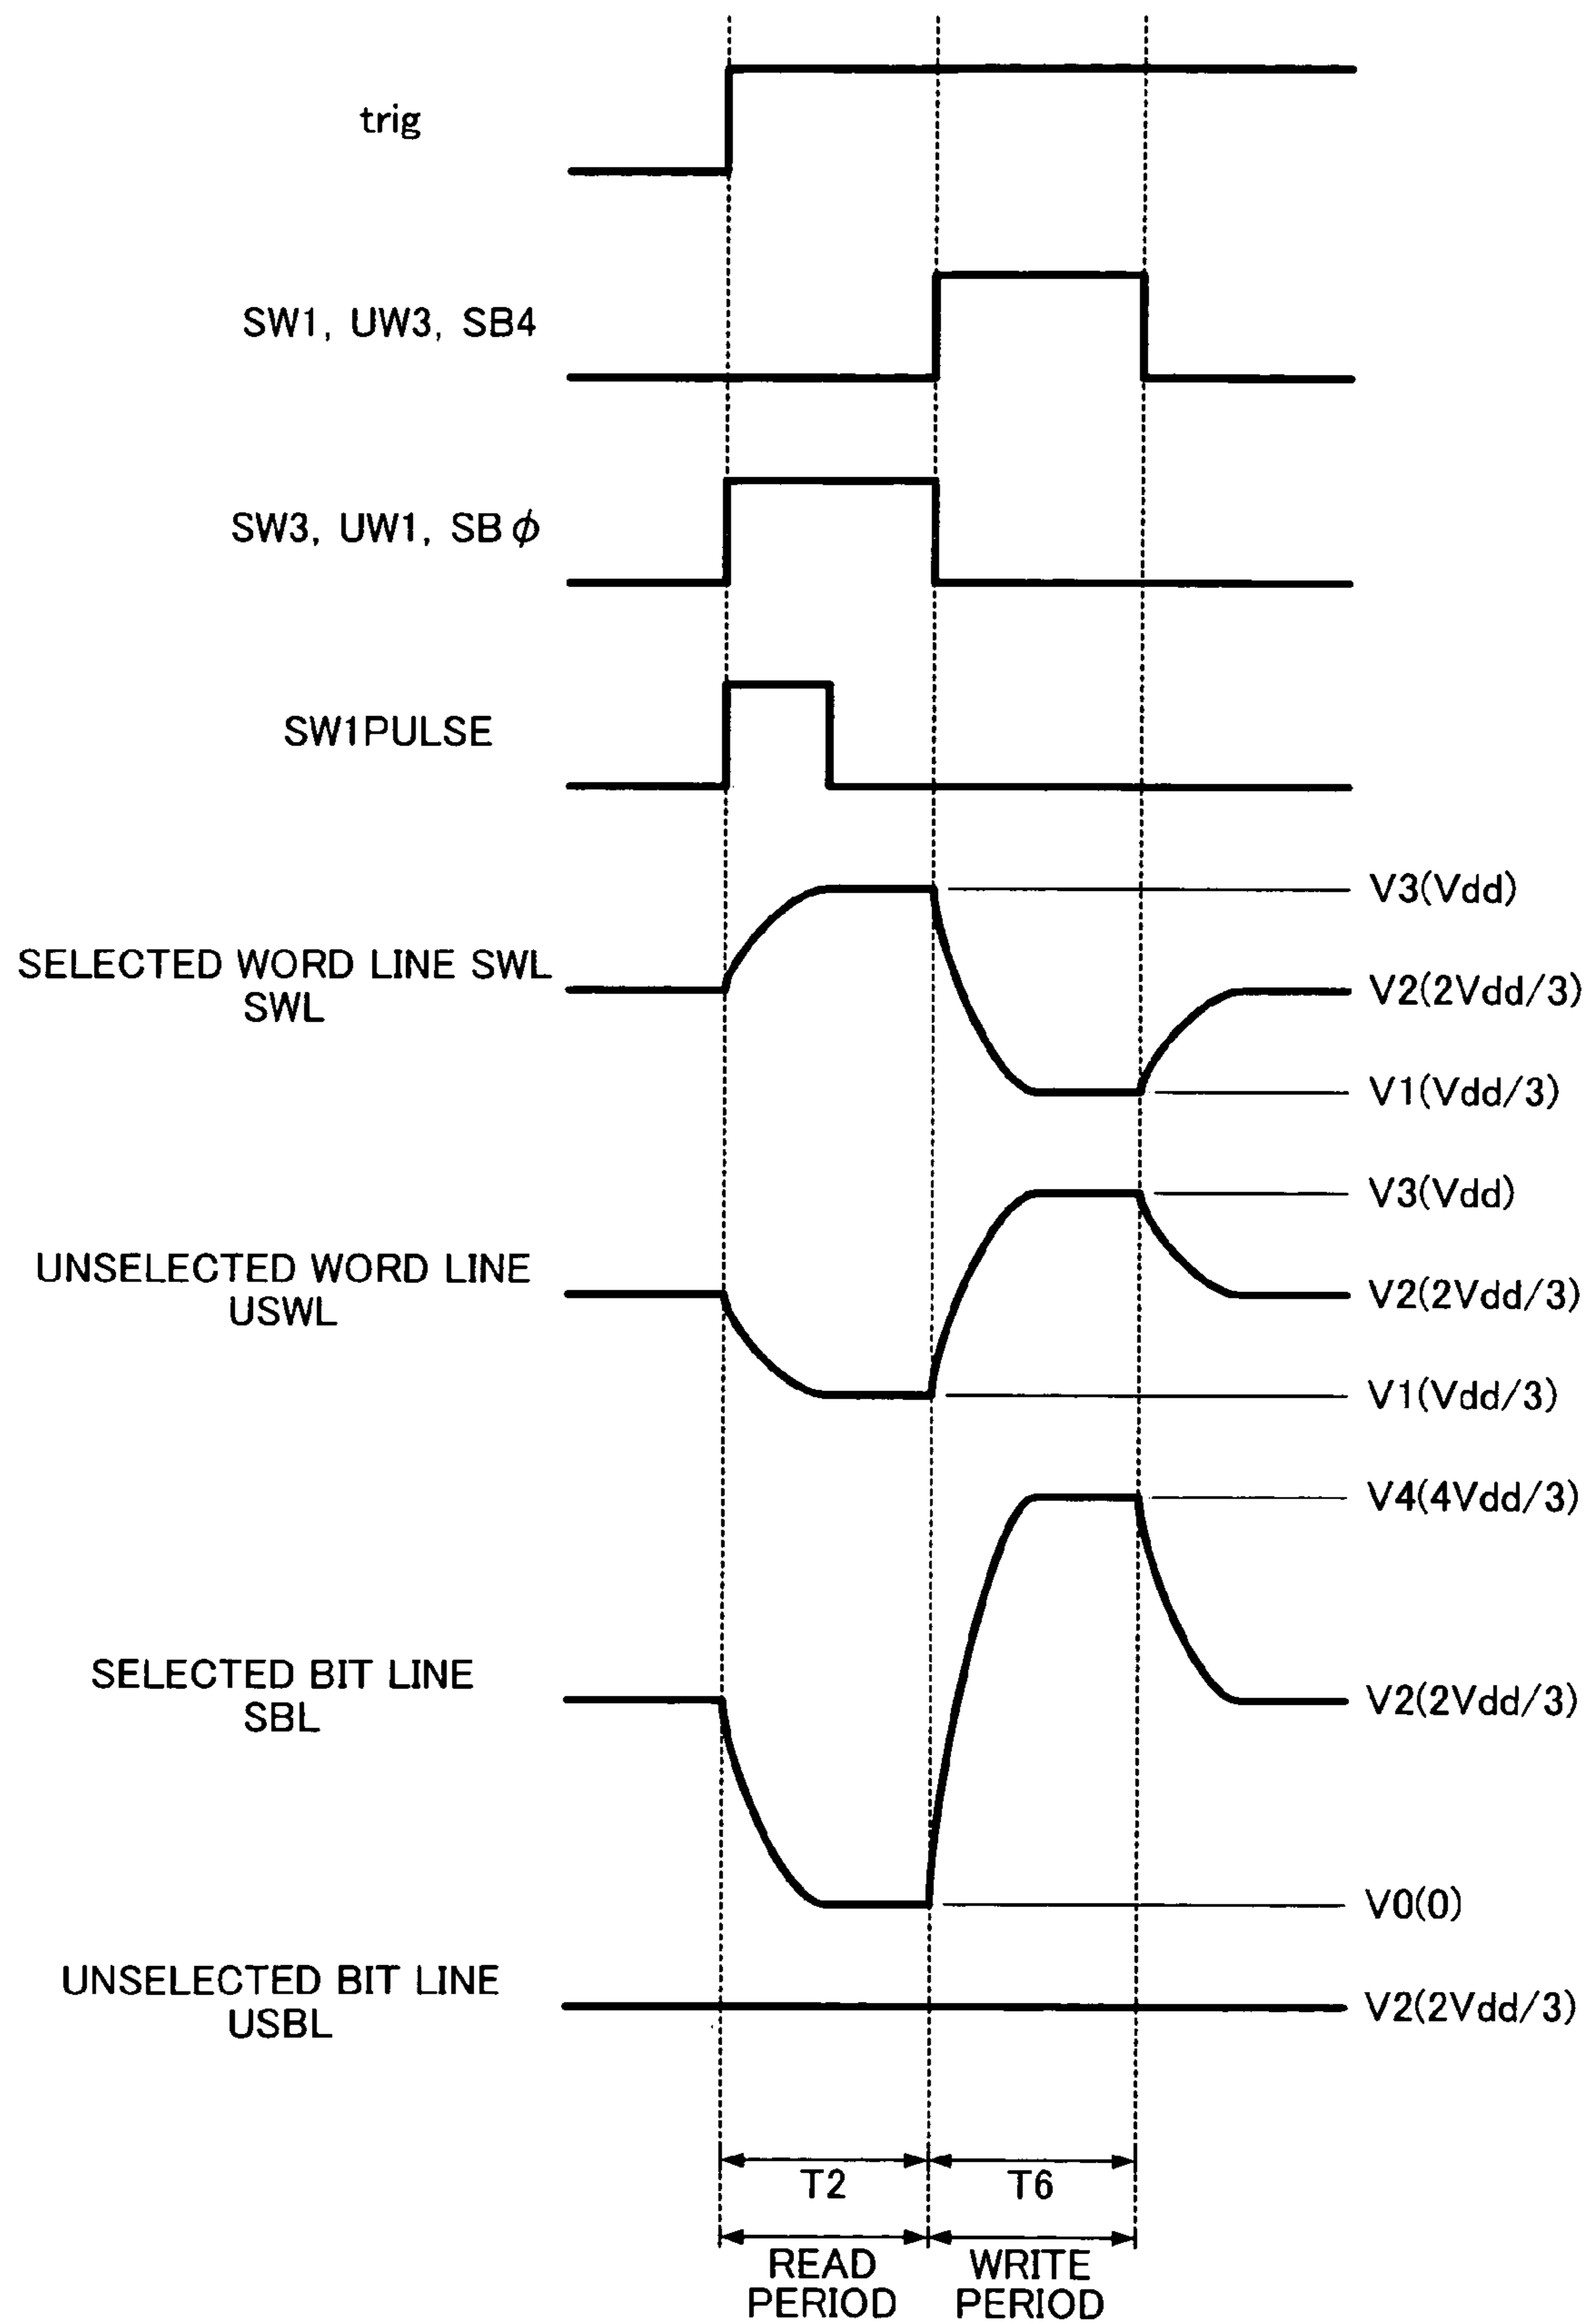 trig
SW1, UW3, SB4
SW3, UW1, SBϕ
SW1PULSE
V3(Vdd)
SELECTED WORD LINE SWL
SWL
V2(2Vdd/3)
V1(Vdd/3)
V3(Vdd)
UNSELECTED WORD LINE
USWL
V2(2Vdd/3)
V1(Vdd/3)
V4(4Vdd/3)
SELECTED BIT LINE
SBL
V2(2Vdd/3)
V0(0)
UNSELECTED BIT LINE
USBL
V2(2Vdd/3)
T2 T6
READ PERIOD
WRITE PERIOD